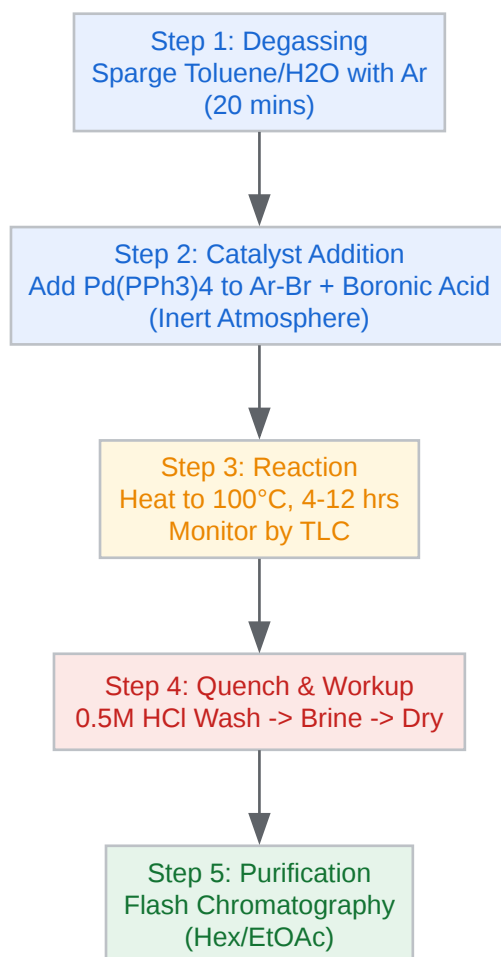 Step 1: Degassing
Sparge Toluene/H2O with Ar
(20 mins)
Step 2: Catalyst Addition
Add Pd(PPh3)4 to Ar-Br + Boronic Acid
(Inert Atmosphere)
Step 3: Reaction
Heat to 100°C, 4-12 hrs
Monitor by TLC
Step 4: Quench & Workup
0.5M HCl Wash -> Brine -> Dry
Step 5: Purification
Flash Chromatography
(Hex/EtOAc)